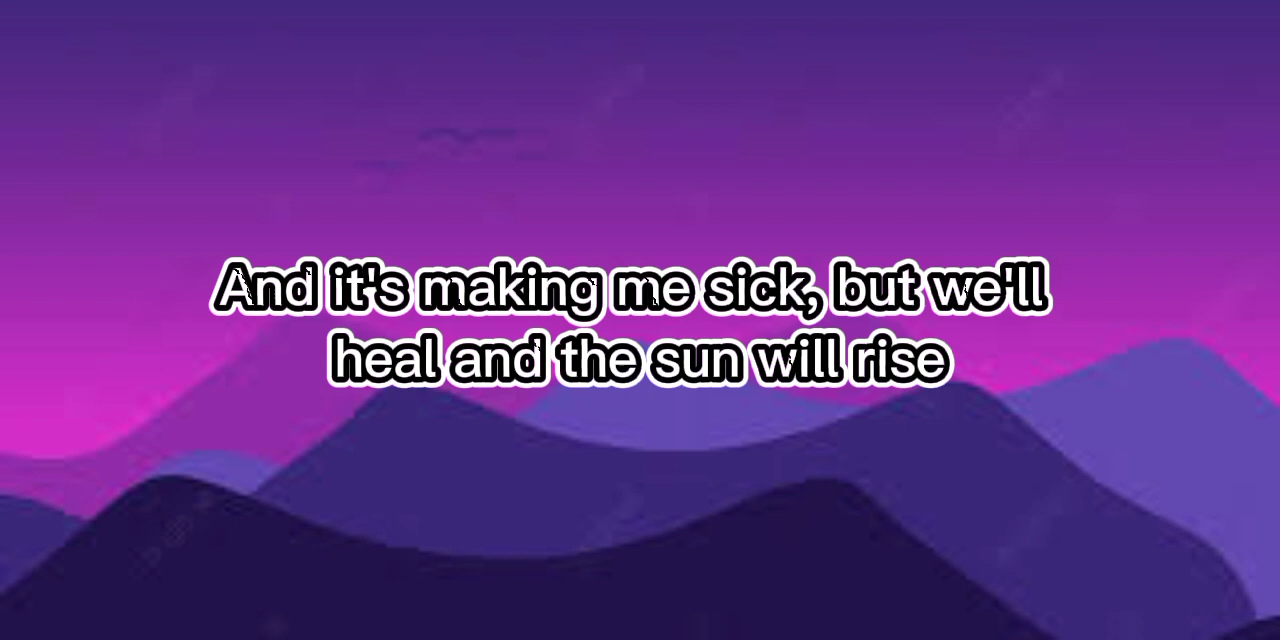 And it's making me sick, but we'll
heal and the sun will rise